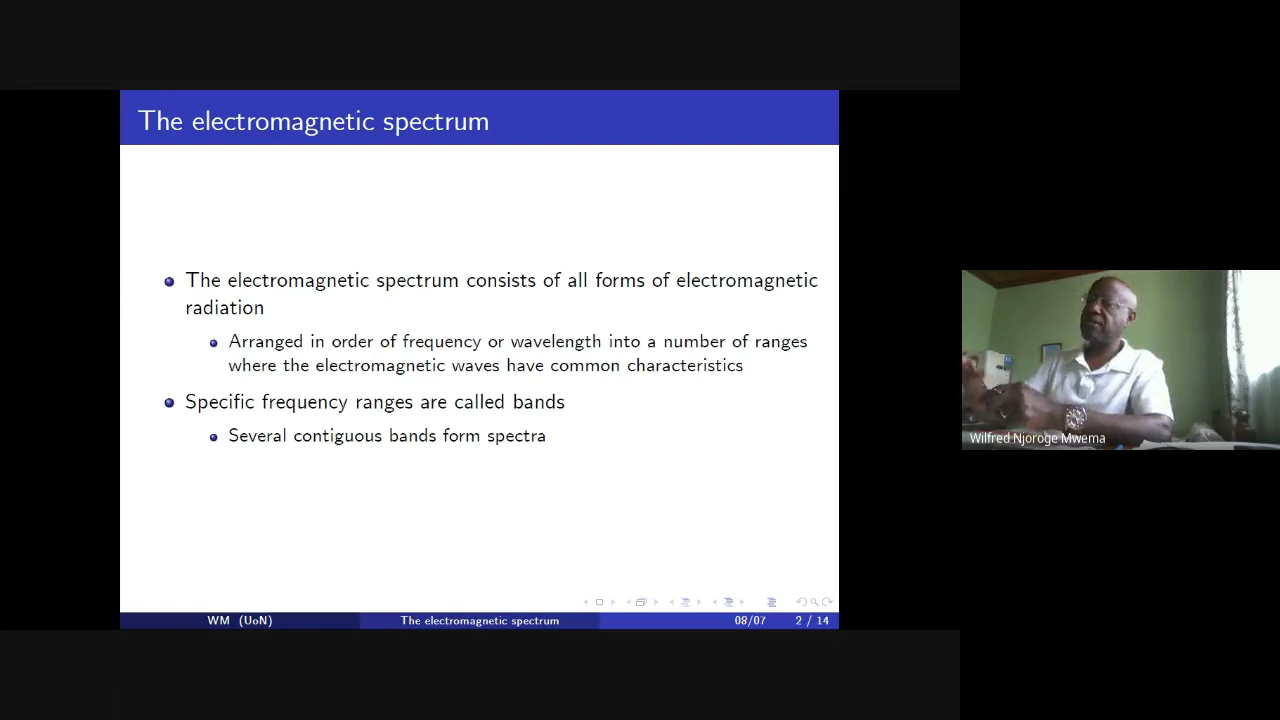 The electromagnetic spectrum
The electromagnetic spectrum consists of all forms of electromagnetic
radiation
Arranged in order of frequency or wavelength into a number of ranges
where the electromagnetic waves have common characteristics
Specific frequency ranges are called bands
Several contiguous bands form spectra
Wilfred Njoroge Mwema
WM (UoN)
The electromagnetic spectrum
08/07
2 / 14